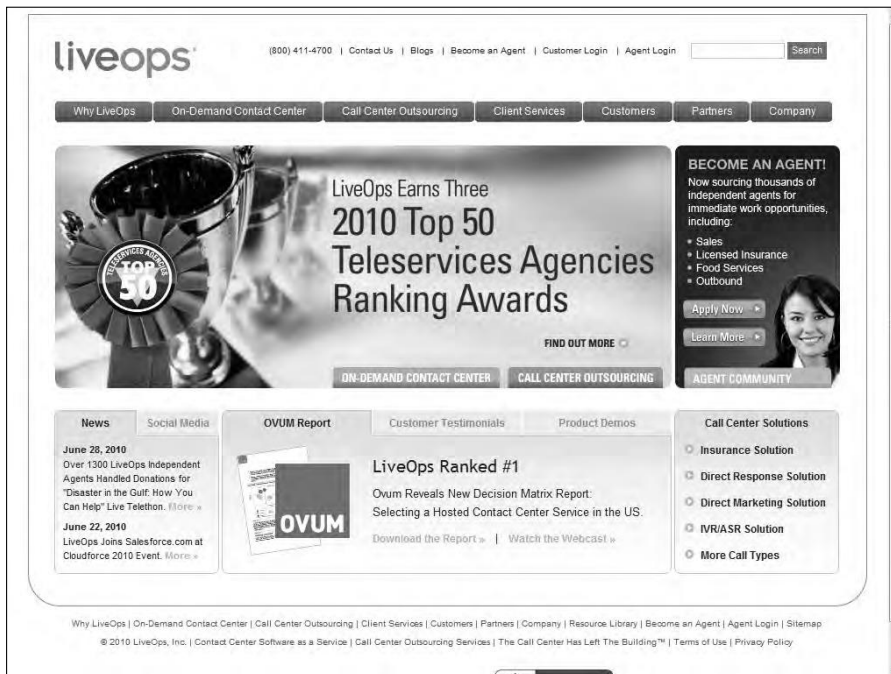 liveops
(800) 411-4700 | Contact Us | Blogs | Become an Agent | Customer Login | Agent Login
Search
Why LiveOps
On-Demand Contact Center
Call Center Outsourcing
Client Services
Customers
Partners
Company
TELESERVICES AGENCIES
TOP
50
LiveOps Earns Three
2010 Top 50
Teleservices Agencies
Ranking Awards
FIND OUT MORE
ON-DEMAND CONTACT CENTER
CALL CENTER OUTSOURCING
BECOME AN AGENT!
Now sourcing thousands of
independent agents for
immediate work opportunities,
including:
Sales
Licensed Insurance
Food Services
Outbound
Apply Now
Learn More
AGENT COMMUNITY
News
Social Media
June 28, 2010
Over 1300 LiveOps Independent
Agents Handled Donations for
"Disaster in the Gulf: How You
Can Help" Live Telethon. More »
June 22, 2010
LiveOps Joins Salesforce.com at
Cloudforce 2010 Event. More »
OVUM Report
Customer Testimonials
Product Demos
OVUM
LiveOps Ranked #1
Ovum Reveals New Decision Matrix Report:
Selecting a Hosted Contact Center Service in the US.
Download the Report » | Watch the Webcast »
Call Center Solutions
Insurance Solution
Direct Response Solution
Direct Marketing Solution
IVR/ASR Solution
More Call Types
Why LiveOps | On-Demand Contact Center | Call Center Outsourcing | Client Services | Customers | Partners | Company | Resource Library | Become an Agent | Agent Login | Sitemap
© 2010 LiveOps, Inc. | Contact Center Software as a Service | Call Center Outsourcing Services | The Call Center Has Left The Building™ | Terms of Use | Privacy Policy